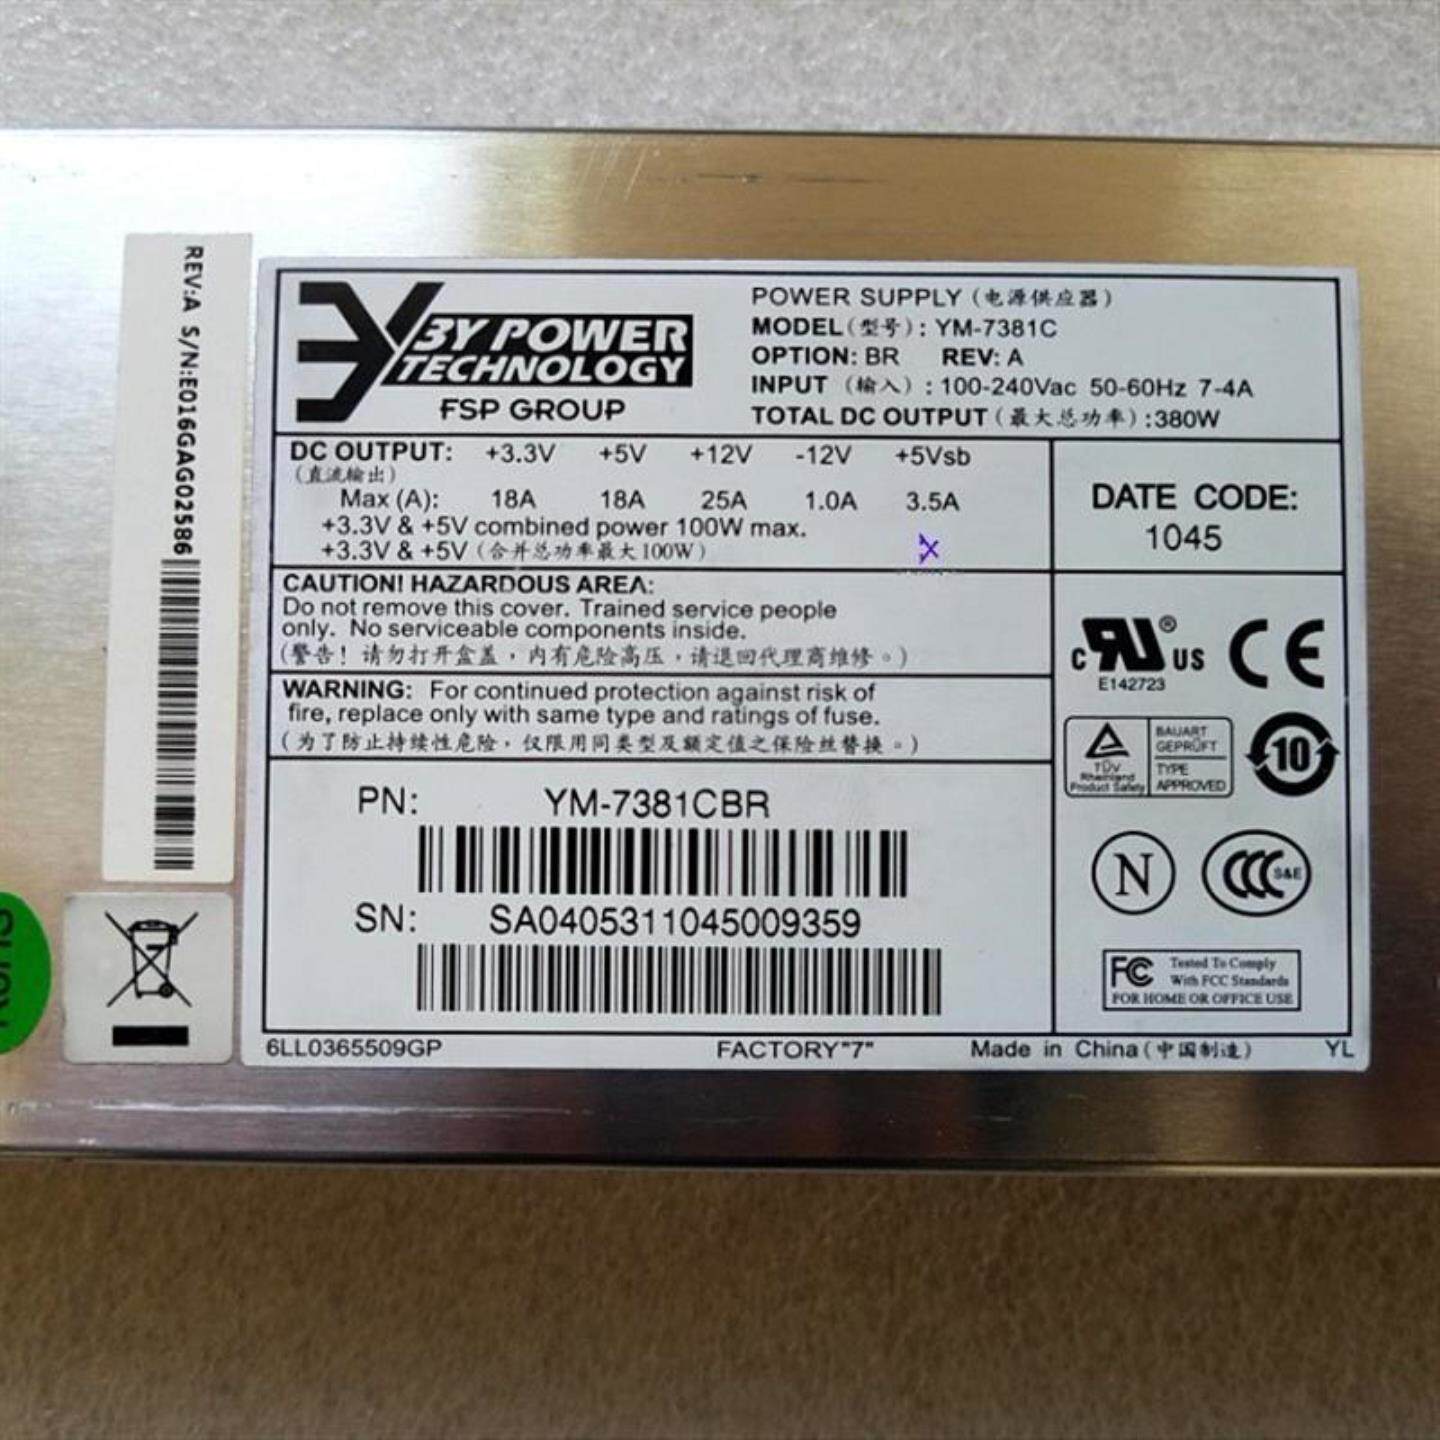 REV:A S/N:E016GAG02586
3Y POWER
TECHNOLOGY
FSP GROUP
POWER SUPPLY (电源供应器)
MODEL(型号): YM-7381C
OPTION: BR REV: A
INPUT (输入): 100-240Vac 50-60Hz 7-4A
TOTAL DC OUTPUT (最大总功率):380W
DC OUTPUT: +3.3V +5V +12V -12V +5Vsb
(直流输出)
Max (A): 18A 18A 25A 1.0A 3.5A
+3.3V & +5V combined power 100W max.
+3.3V & +5V (合并总功率最大100W)
DATE CODE:
1045
CAUTION! HAZARDOUS AREA:
Do not remove this cover. Trained service people
only. No serviceable components inside.
(警告!请勿打开盒盖,内有危险高压,请退回代理商维修。)
WARNING: For continued protection against risk of
fire, replace only with same type and ratings of fuse.
(为了防止持续性危险,仅限用同类型及额定值之保险丝替换。)
c RU ® US
E142723
CE
TÜV
Rheinland
Product Safety
BAUART
GEPRÜFT
TYPE
APPROVED
10
N
CCC S&E
FC Tested To Comply
With FCC Standards
FOR HOME OR OFFICE USE
PN: YM-7381CBR
SN: SA0405311045009359
6LL0365509GP FACTORY"7" Made in China(中国制造) YL
RoHS